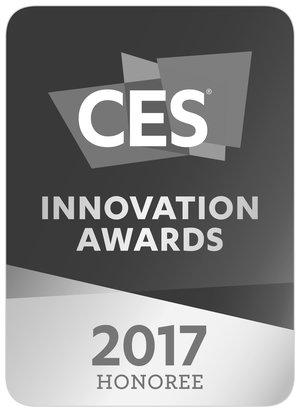 CES®
INNOVATION
AWARDS
2017
HONOREE